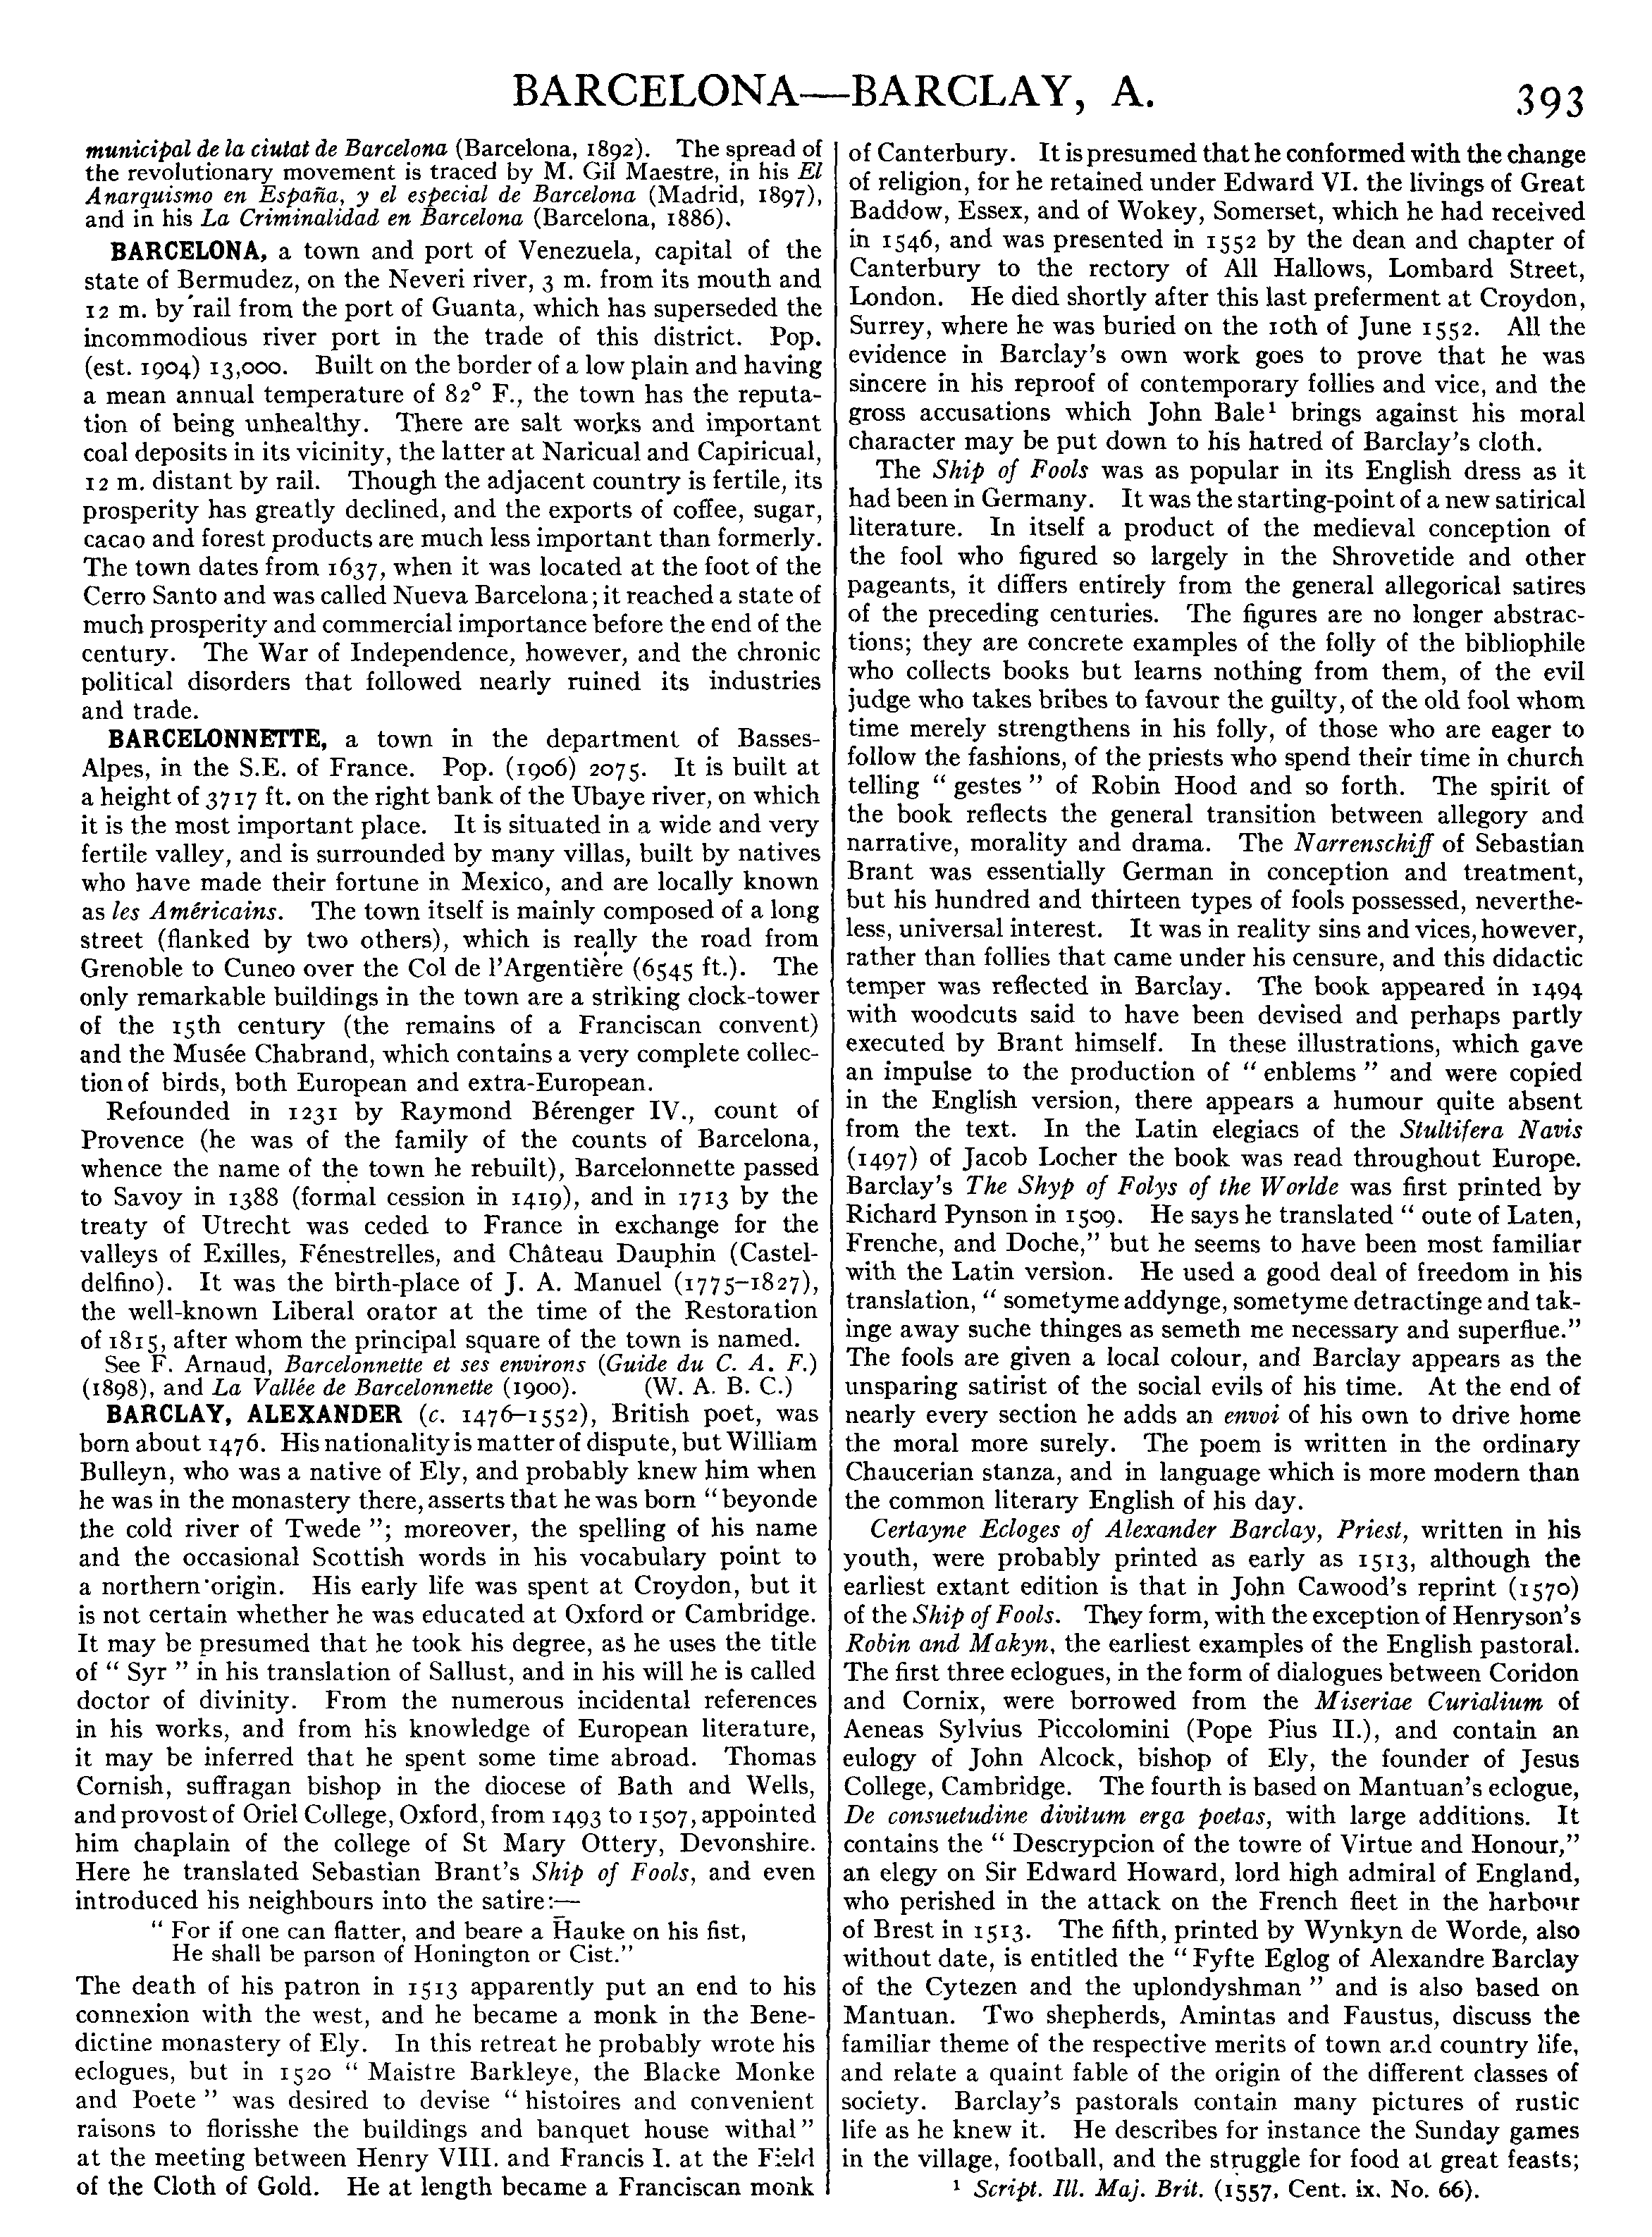 BARCELONA—BARCLAY, A.
393
municipal de la ciutat de Barcelona (Barcelona, 1892). The spread of
the revolutionary movement is traced by M. Gil Maestre, in his El
Anarquismo en España, y el especial de Barcelona (Madrid, 1897),
and in his La Criminalidad en Barcelona (Barcelona, 1886).
BARCELONA, a town and port of Venezuela, capital of the
state of Bermudez, on the Neveri river, 3 m. from its mouth and
12 m. by rail from the port of Guanta, which has superseded the
incommodious river port in the trade of this district. Pop.
(est. 1904) 13,000. Built on the border of a low plain and having
a mean annual temperature of 82° F., the town has the reputa-
tion of being unhealthy. There are salt works and important
coal deposits in its vicinity, the latter at Naricual and Capiricual,
12 m. distant by rail. Though the adjacent country is fertile, its
prosperity has greatly declined, and the exports of coffee, sugar,
cacao and forest products are much less important than formerly.
The town dates from 1637, when it was located at the foot of the
Cerro Santo and was called Nueva Barcelona; it reached a state of
much prosperity and commercial importance before the end of the
century. The War of Independence, however, and the chronic
political disorders that followed nearly ruined its industries
and trade.
BARCELONNETTE, a town in the department of Basses-
Alpes, in the S.E. of France. Pop. (1906) 2075. It is built at
a height of 3717 ft. on the right bank of the Ubaye river, on which
it is the most important place. It is situated in a wide and very
fertile valley, and is surrounded by many villas, built by natives
who have made their fortune in Mexico, and are locally known
as les Américains. The town itself is mainly composed of a long
street (flanked by two others), which is really the road from
Grenoble to Cuneo over the Col de l'Argentière (6545 ft.). The
only remarkable buildings in the town are a striking clock-tower
of the 15th century (the remains of a Franciscan convent)
and the Musée Chabrand, which contains a very complete collec-
tion of birds, both European and extra-European.
Refounded in 1231 by Raymond Bérenger IV., count of
Provence (he was of the family of the counts of Barcelona,
whence the name of the town he rebuilt), Barcelonnette passed
to Savoy in 1388 (formal cession in 1419), and in 1713 by the
treaty of Utrecht was ceded to France in exchange for the
valleys of Exilles, Fénestrelles, and Château Dauphin (Castel-
delfino). It was the birth-place of J. A. Manuel (1775-1827),
the well-known Liberal orator at the time of the Restoration
of 1815, after whom the principal square of the town is named.
See F. Arnaud, Barcelonnette et ses environs (Guide du C. A. F.)
(1898), and La Vallée de Barcelonnette (1900). (W. A. B. C.)
BARCLAY, ALEXANDER (c. 1476-1552), British poet, was
born about 1476. His nationality is matter of dispute, but William
Bulleyn, who was a native of Ely, and probably knew him when
he was in the monastery there, asserts that he was born "beyonde
the cold river of Twede "; moreover, the spelling of his name
and the occasional Scottish words in his vocabulary point to
a northern origin. His early life was spent at Croydon, but it
is not certain whether he was educated at Oxford or Cambridge.
It may be presumed that he took his degree, as he uses the title
of " Syr " in his translation of Sallust, and in his will he is called
doctor of divinity. From the numerous incidental references
in his works, and from his knowledge of European literature,
it may be inferred that he spent some time abroad. Thomas
Cornish, suffragan bishop in the diocese of Bath and Wells,
and provost of Oriel College, Oxford, from 1493 to 1507, appointed
him chaplain of the college of St Mary Ottery, Devonshire.
Here he translated Sebastian Brant's Ship of Fools, and even
introduced his neighbours into the satire:—
" For if one can flatter, and beare a Hauke on his fist,
He shall be parson of Honington or Cist."
The death of his patron in 1513 apparently put an end to his
connexion with the west, and he became a monk in the Bene-
dictine monastery of Ely. In this retreat he probably wrote his
eclogues, but in 1520 " Maistre Barkleye, the Blacke Monke
and Poete " was desired to devise " histoires and convenient
raisons to florisshe the buildings and banquet house withal "
at the meeting between Henry VIII. and Francis I. at the Field
of the Cloth of Gold. He at length became a Franciscan monk
of Canterbury. It is presumed that he conformed with the change
of religion, for he retained under Edward VI. the livings of Great
Baddow, Essex, and of Wokey, Somerset, which he had received
in 1546, and was presented in 1552 by the dean and chapter of
Canterbury to the rectory of All Hallows, Lombard Street,
London. He died shortly after this last preferment at Croydon,
Surrey, where he was buried on the 10th of June 1552. All the
evidence in Barclay's own work goes to prove that he was
sincere in his reproof of contemporary follies and vice, and the
gross accusations which John Bale¹ brings against his moral
character may be put down to his hatred of Barclay's cloth.
The Ship of Fools was as popular in its English dress as it
had been in Germany. It was the starting-point of a new satirical
literature. In itself a product of the medieval conception of
the fool who figured so largely in the Shrovetide and other
pageants, it differs entirely from the general allegorical satires
of the preceding centuries. The figures are no longer abstrac-
tions; they are concrete examples of the folly of the bibliophile
who collects books but learns nothing from them, of the evil
judge who takes bribes to favour the guilty, of the old fool whom
time merely strengthens in his folly, of those who are eager to
follow the fashions, of the priests who spend their time in church
telling " gestes " of Robin Hood and so forth. The spirit of
the book reflects the general transition between allegory and
narrative, morality and drama. The Narrenschiff of Sebastian
Brant was essentially German in conception and treatment,
but his hundred and thirteen types of fools possessed, neverthe-
less, universal interest. It was in reality sins and vices, however,
rather than follies that came under his censure, and this didactic
temper was reflected in Barclay. The book appeared in 1494
with woodcuts said to have been devised and perhaps partly
executed by Brant himself. In these illustrations, which gave
an impulse to the production of " enblems " and were copied
in the English version, there appears a humour quite absent
from the text. In the Latin elegiacs of the Stultifera Navis
(1497) of Jacob Locher the book was read throughout Europe.
Barclay's The Shyp of Folys of the Worlde was first printed by
Richard Pynson in 1509. He says he translated " oute of Laten,
Frenche, and Doche," but he seems to have been most familiar
with the Latin version. He used a good deal of freedom in his
translation, " sometyme addynge, sometyme detractinge and tak-
inge away suche thinges as semeth me necessary and superflue."
The fools are given a local colour, and Barclay appears as the
unsparing satirist of the social evils of his time. At the end of
nearly every section he adds an envoi of his own to drive home
the moral more surely. The poem is written in the ordinary
Chaucerian stanza, and in language which is more modern than
the common literary English of his day.
Certayne Ecloges of Alexander Barclay, Priest, written in his
youth, were probably printed as early as 1513, although the
earliest extant edition is that in John Cawood's reprint (1570)
of the Ship of Fools. They form, with the exception of Henryson's
Robin and Makyn, the earliest examples of the English pastoral.
The first three eclogues, in the form of dialogues between Coridon
and Cornix, were borrowed from the Miseriae Curialium of
Aeneas Sylvius Piccolomini (Pope Pius II.), and contain an
eulogy of John Alcock, bishop of Ely, the founder of Jesus
College, Cambridge. The fourth is based on Mantuan's eclogue,
De consuetudine divitum erga poetas, with large additions. It
contains the " Descrypcion of the towre of Virtue and Honour,"
an elegy on Sir Edward Howard, lord high admiral of England,
who perished in the attack on the French fleet in the harbour
of Brest in 1513. The fifth, printed by Wynkyn de Worde, also
without date, is entitled the " Fyfte Eglog of Alexandre Barclay
of the Cytezen and the uplondyshman " and is also based on
Mantuan. Two shepherds, Amintas and Faustus, discuss the
familiar theme of the respective merits of town and country life,
and relate a quaint fable of the origin of the different classes of
society. Barclay's pastorals contain many pictures of rustic
life as he knew it. He describes for instance the Sunday games
in the village, football, and the struggle for food at great feasts;
¹ Script. Ill. Maj. Brit. (1557, Cent. ix. No. 66).